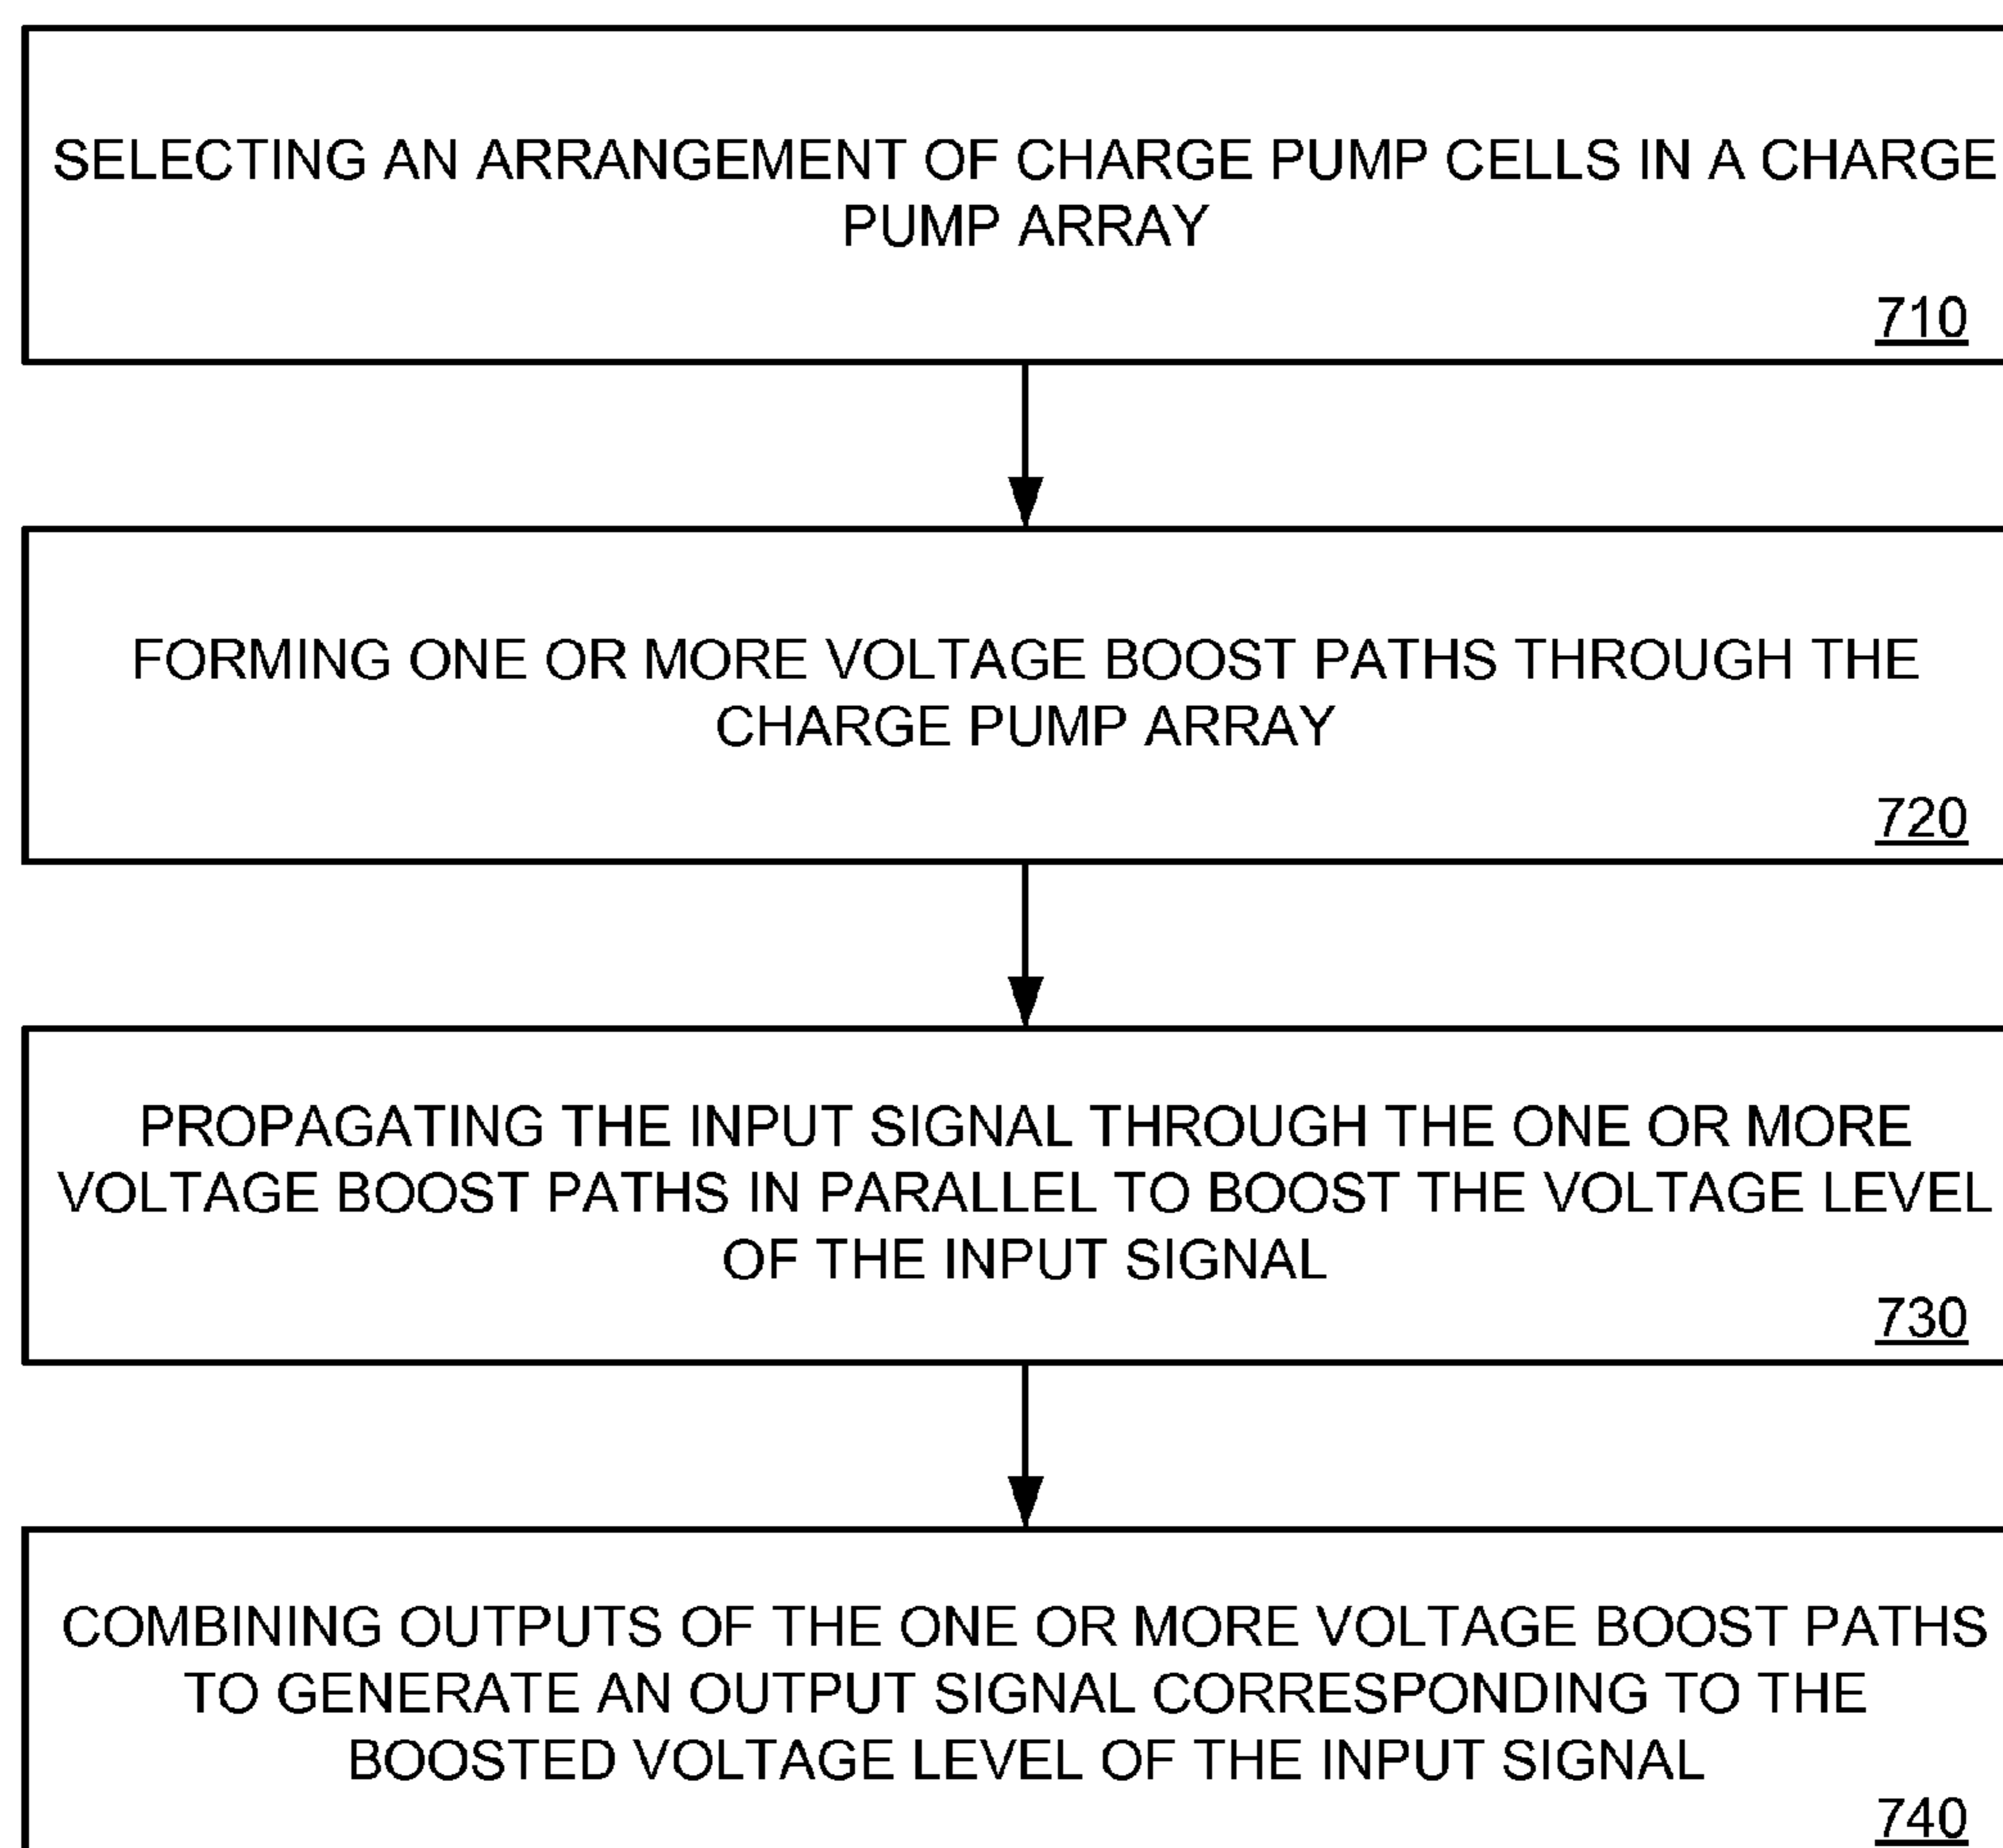 SELECTING AN ARRANGEMENT OF CHARGE PUMP CELLS IN A CHARGE
PUMP ARRAY
710
FORMING ONE OR MORE VOLTAGE BOOST PATHS THROUGH THE
CHARGE PUMP ARRAY
720
PROPAGATING THE INPUT SIGNAL THROUGH THE ONE OR MORE
VOLTAGE BOOST PATHS IN PARALLEL TO BOOST THE VOLTAGE LEVEL
OF THE INPUT SIGNAL
730
COMBINING OUTPUTS OF THE ONE OR MORE VOLTAGE BOOST PATHS
TO GENERATE AN OUTPUT SIGNAL CORRESPONDING TO THE
BOOSTED VOLTAGE LEVEL OF THE INPUT SIGNAL
740